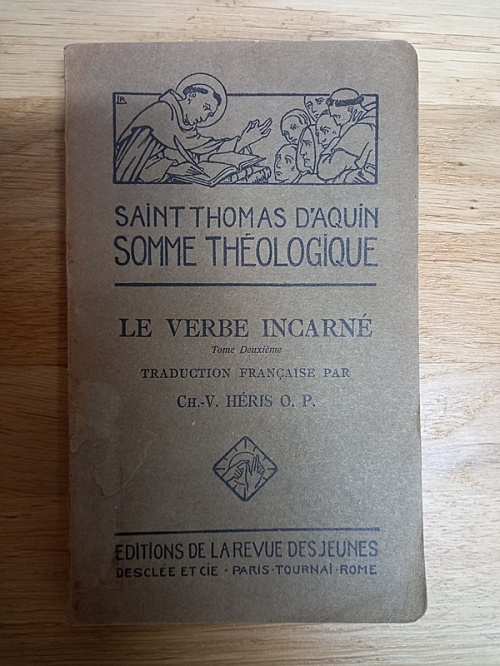 SAINT THOMAS D'AQUIN
SOMME THÉOLOGIQUE
LE VERBE INCARNÉ
Tome Deuxième
TRADUCTION FRANÇAISE PAR
CH.-V. HÉRIS O. P.
EDITIONS DE LA REVUE DES JEUNES
DESCLÉE ET CIE • PARIS • TOURNAI • ROME